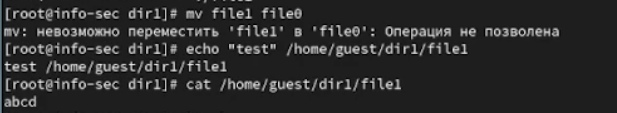 [root@info-sec dir1]# mv file1 file0
mv: невозможно переместить 'file1' в 'file0': Операция не позволена
[root@info-sec dir1]# echo "test" /home/guest/dir1/file1
test /home/guest/dir1/file1
[root@info-sec dir1]# cat /home/guest/dir1/file1
abcd